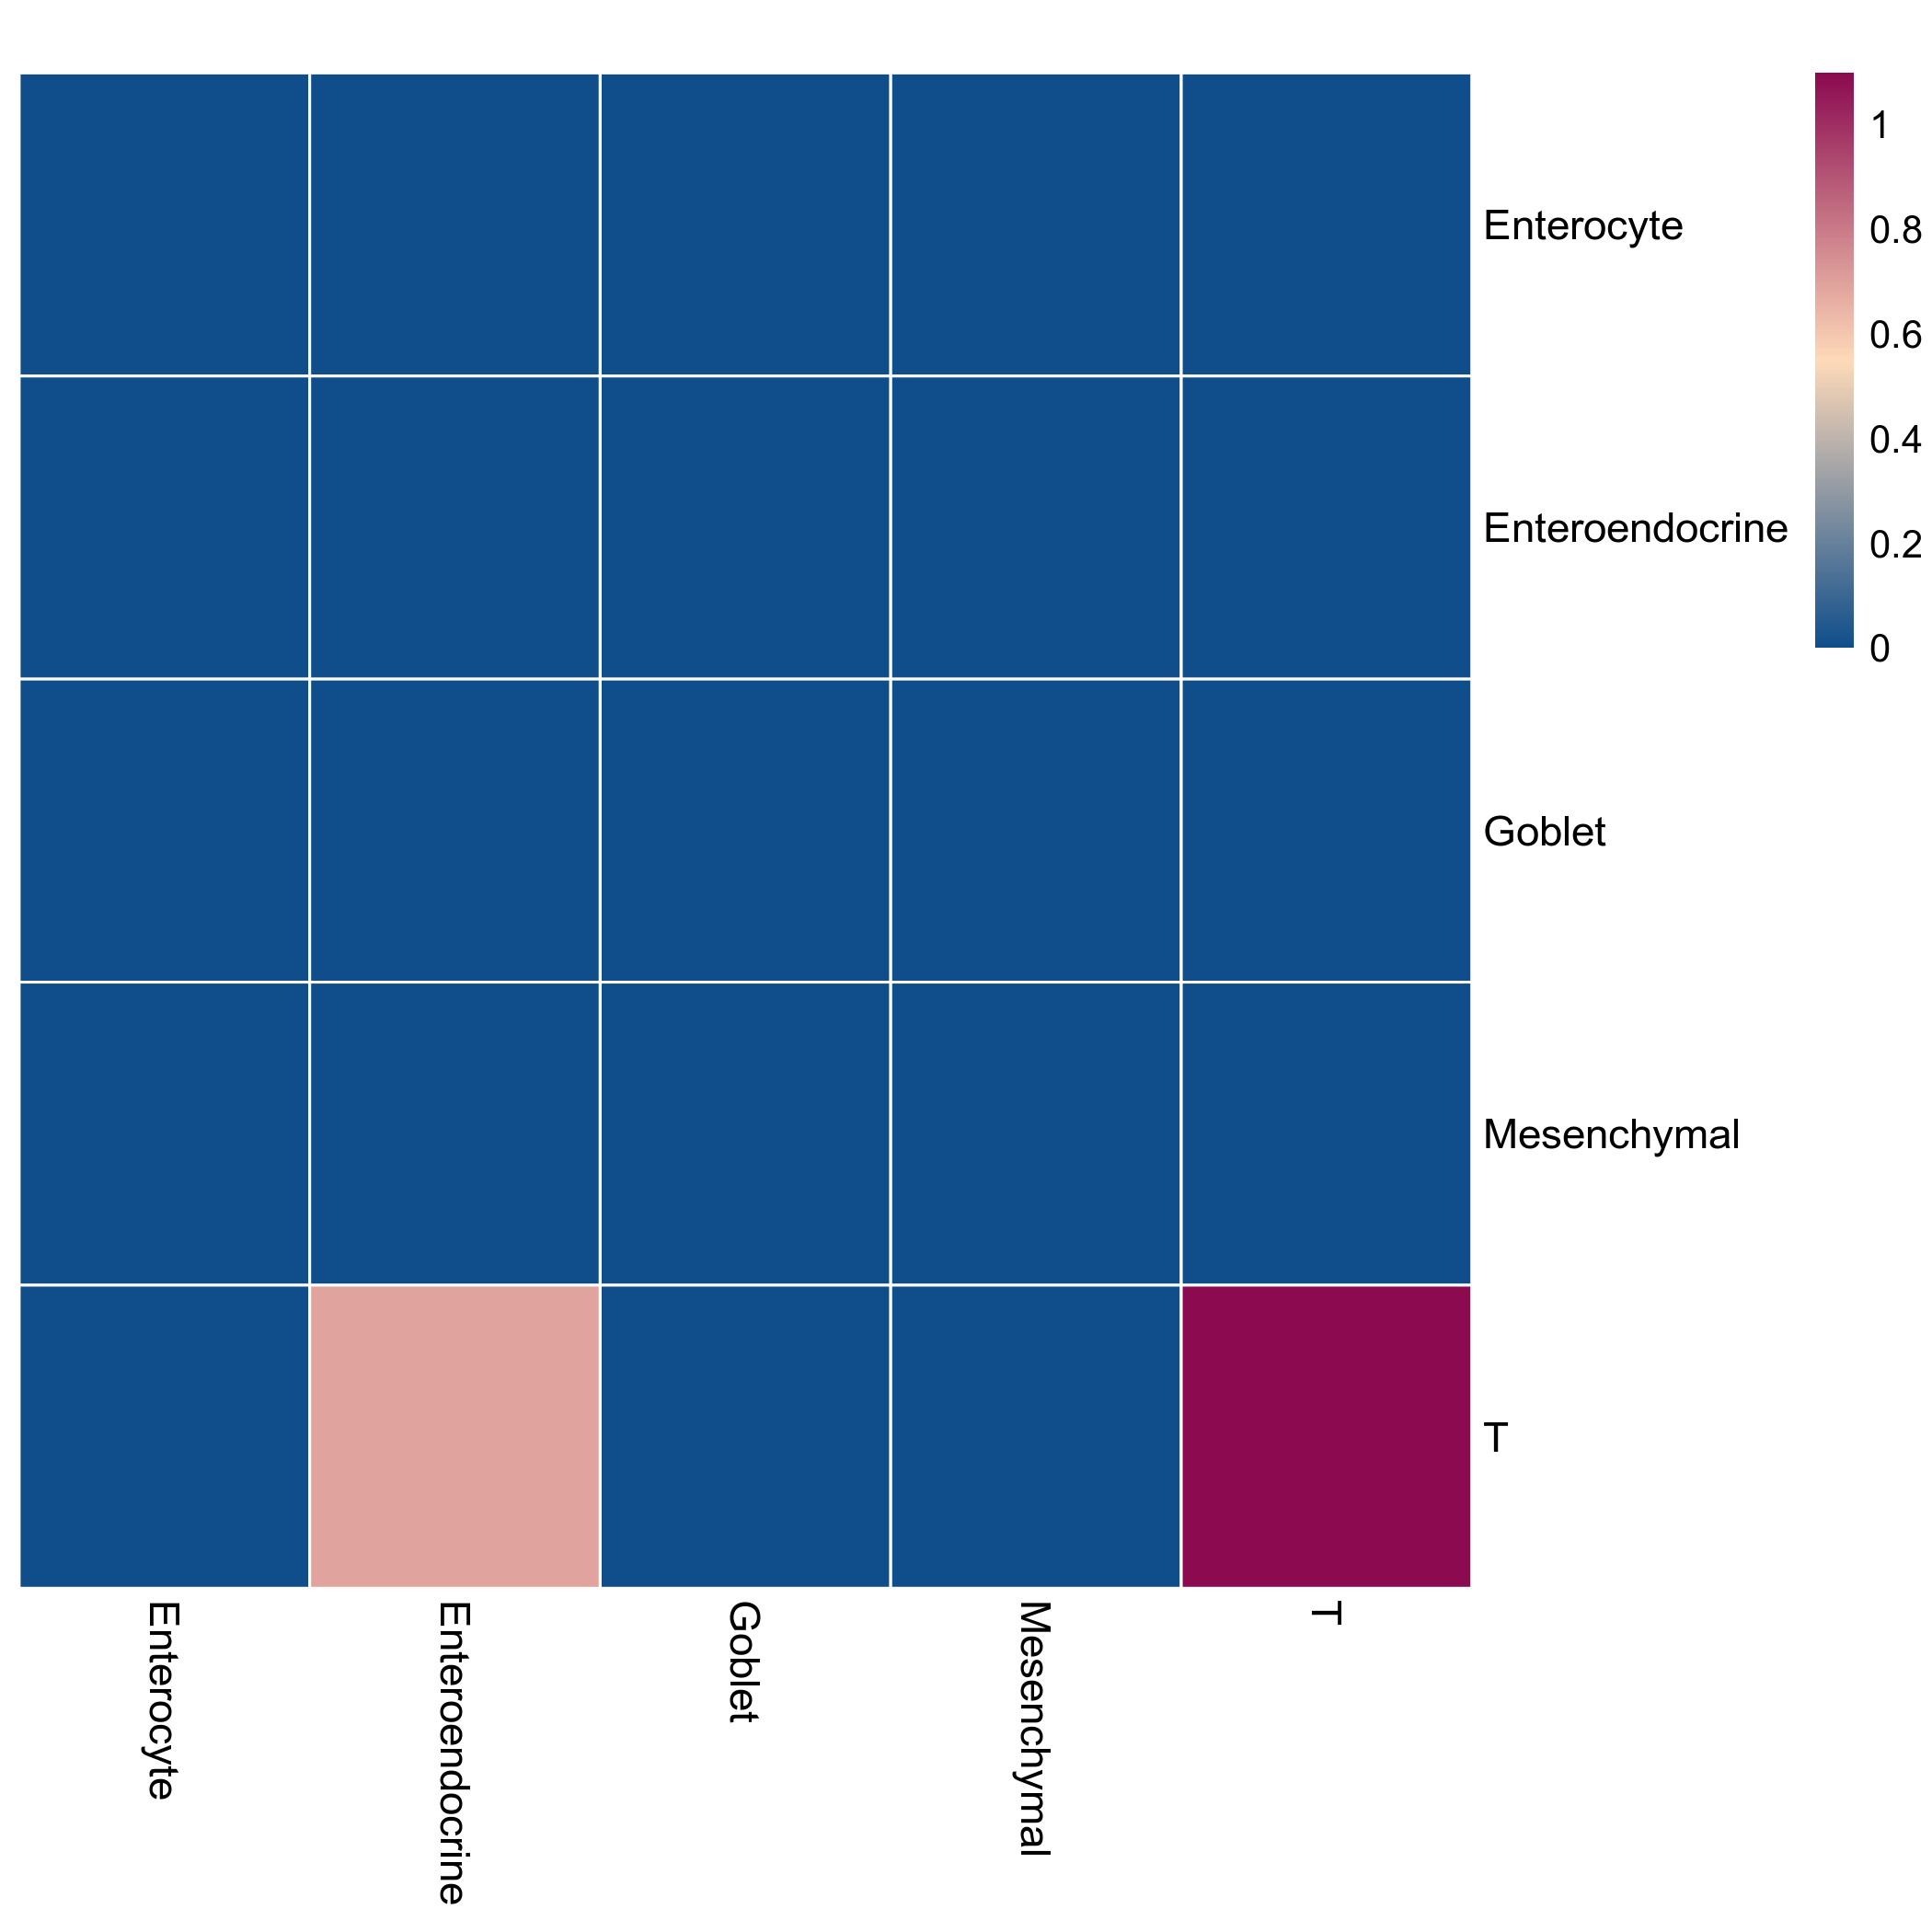 1
0.8
0.6
0.4
0.2
0
Enterocyte
Enteroendocrine
Goblet
Mesenchymal
T
Enterocyte
Enteroendocrine
Goblet
Mesenchymal
T